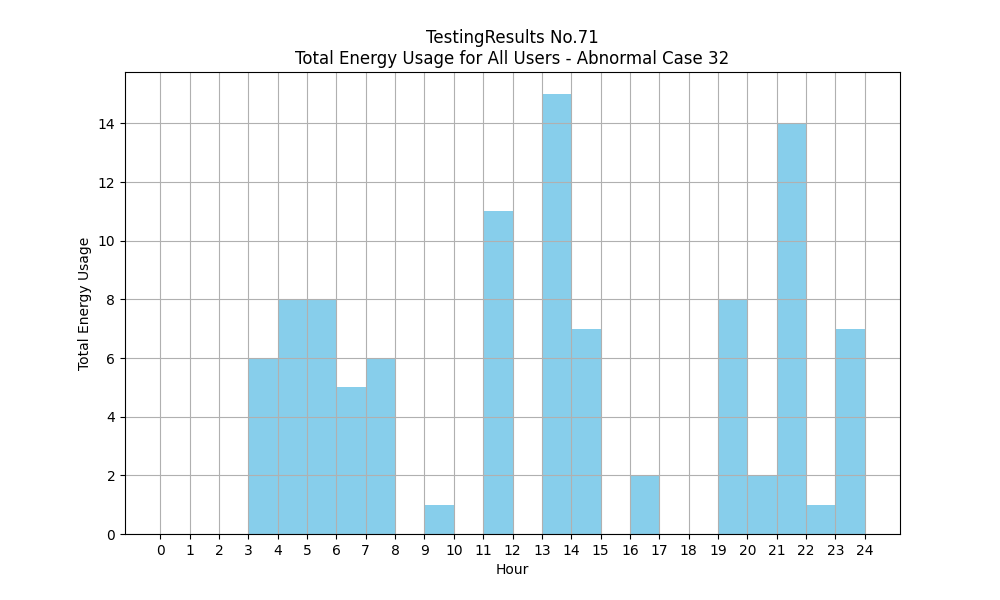 TestingResults No.71
Total Energy Usage for All Users - Abnormal Case 32
Total Energy Usage
14
12
10
8
6
4
2
0
0 1 2 3 4 5 6 7 8 9 10 11 12 13 14 15 16 17 18 19 20 21 22 23 24
Hour